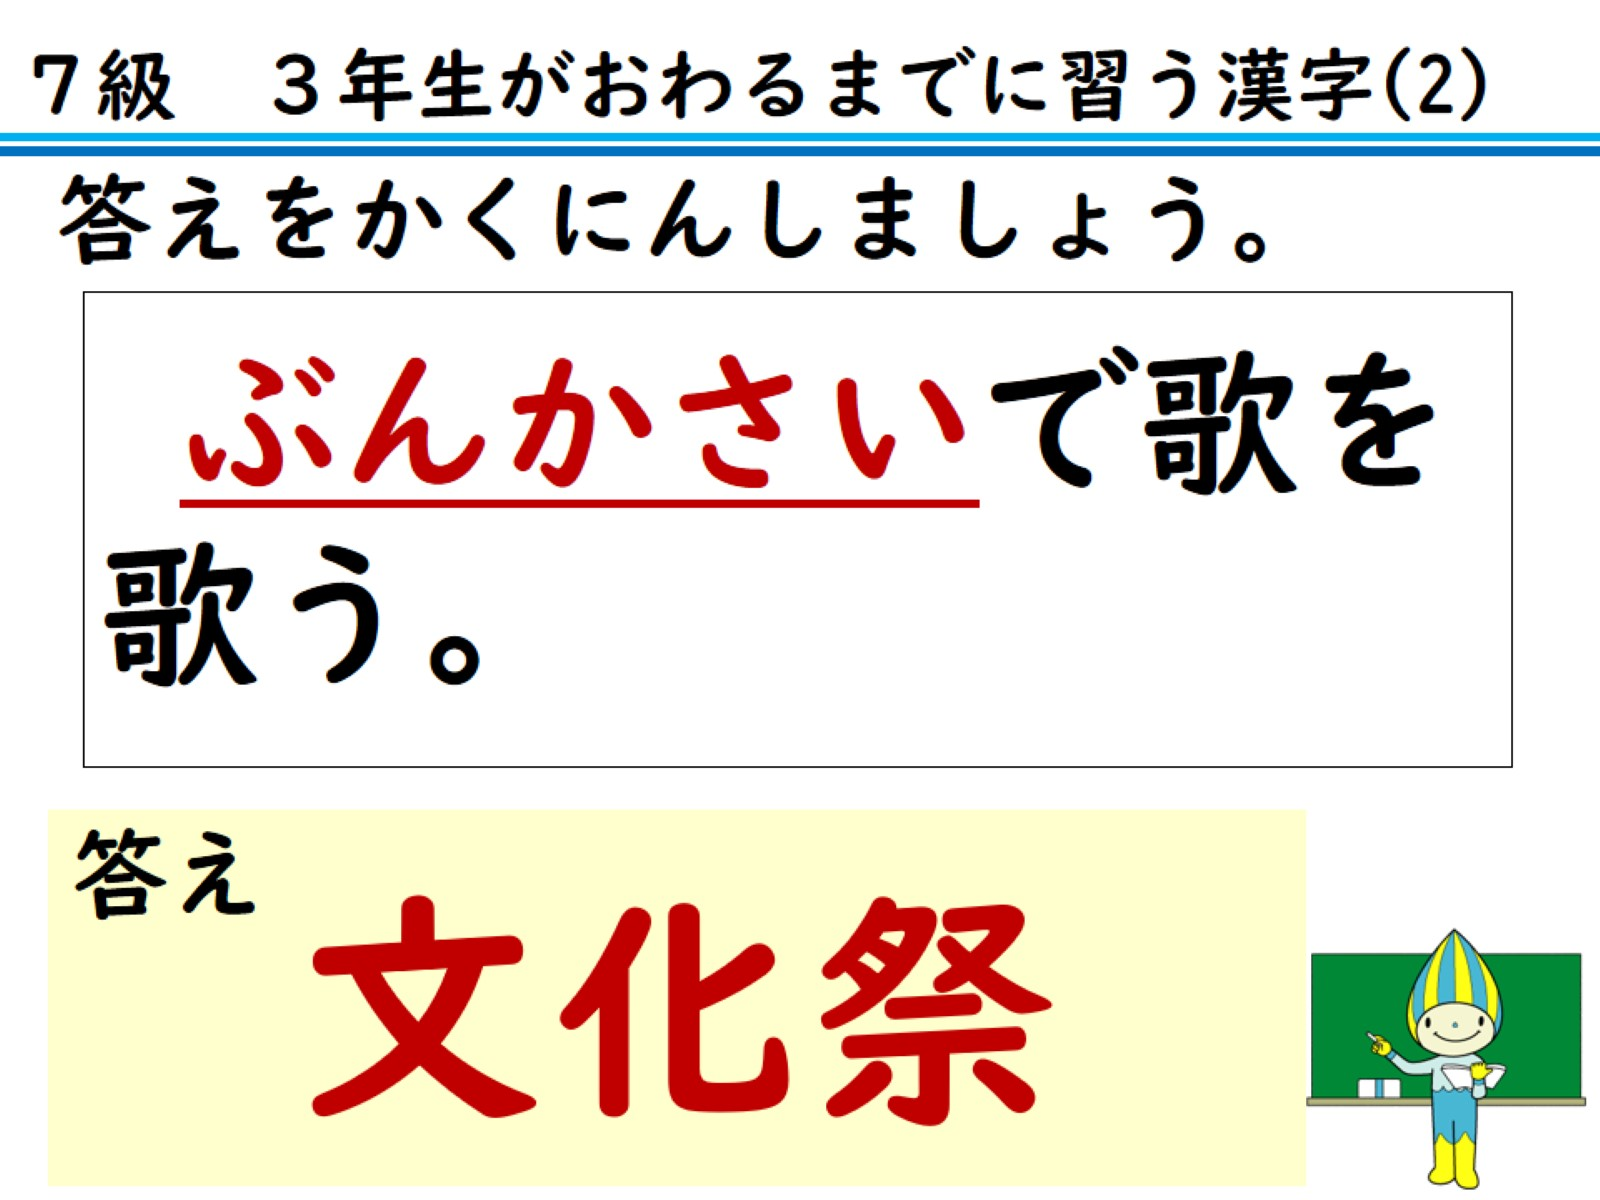 ７級　３年生がおわるまでに習う漢字(2)
答えをかくにんしましょう。
ぶんかさいで歌を
歌う。
答え
文化祭